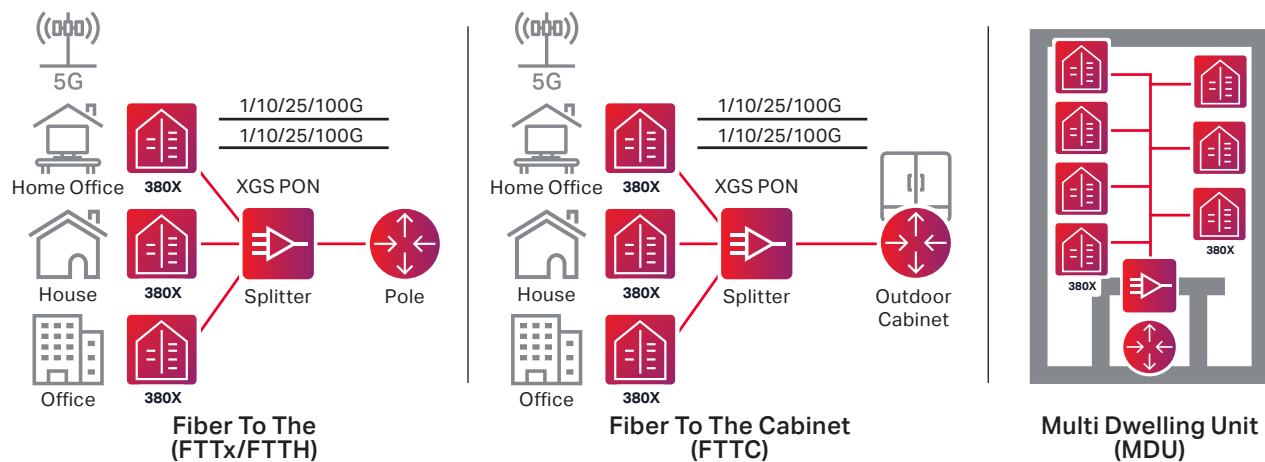 5G
Home Office
House
Office
380X
380X
380X
1/10/25/100G
1/10/25/100G
XGS PON
Splitter
Pole
Fiber To The
(FTTx/FTTH)
5G
Home Office
House
Office
380X
380X
380X
1/10/25/100G
1/10/25/100G
XGS PON
Splitter
Outdoor
Cabinet
Fiber To The Cabinet
(FTTC)
380X
380X
Multi Dwelling Unit
(MDU)